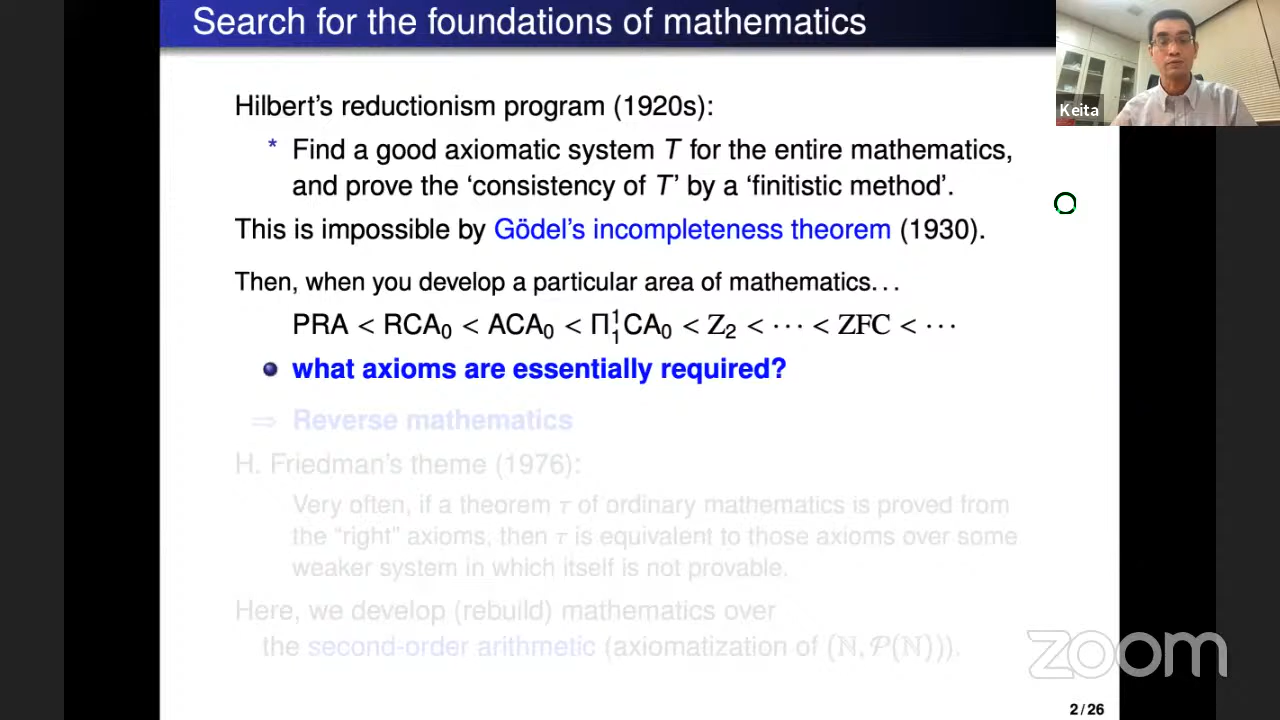 Search for the foundations of mathematics
Keita
Hilbert's reductionism program (1920s):
* Find a good axiomatic system T for the entire mathematics,
and prove the ‘consistency of T’ by a ‘finitistic method’.
This is impossible by Gödel's incompleteness theorem (1930).
Then, when you develop a particular area of mathematics...
PRA < RCA₀ < ACA₀ < Π¹₁CA₀ < Z₂ < ⋯ < ZFC < ⋯
what axioms are essentially required?
⇒ Reverse mathematics
H. Friedman's theme (1976):
Very often, if a theorem τ of ordinary mathematics is proved from
the “right” axioms, then τ is equivalent to those axioms over some
weaker system in which itself is not provable.
Here, we develop (rebuild) mathematics over
the second-order arithmetic (axiomatization of (ℕ, 𝒫(ℕ))).
zoom
2 / 26